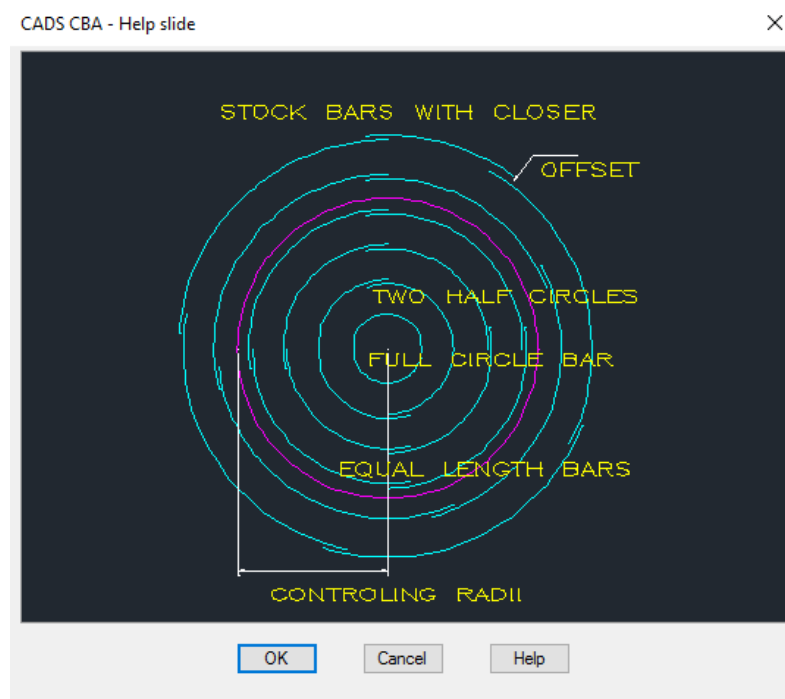 CADS CBA - Help slide
STOCK BARS WITH CLOSER
OFFSET
TWO HALF CIRCLES
FULL CIRCLE BAR
EQUAL LENGTH BARS
CONTROLING RADII
OK Cancel Help